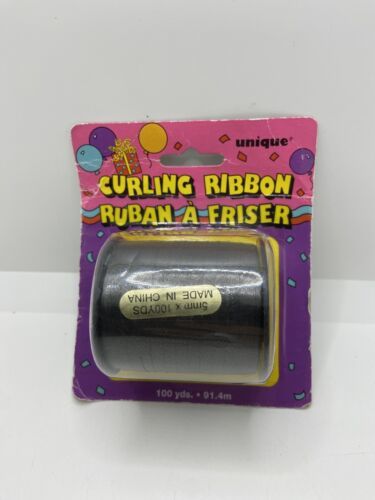 unique®
CURLING RIBBON
RUBAN À FRISER
5mm x 100YDS
MADE IN CHINA
100 yds. • 91.4m